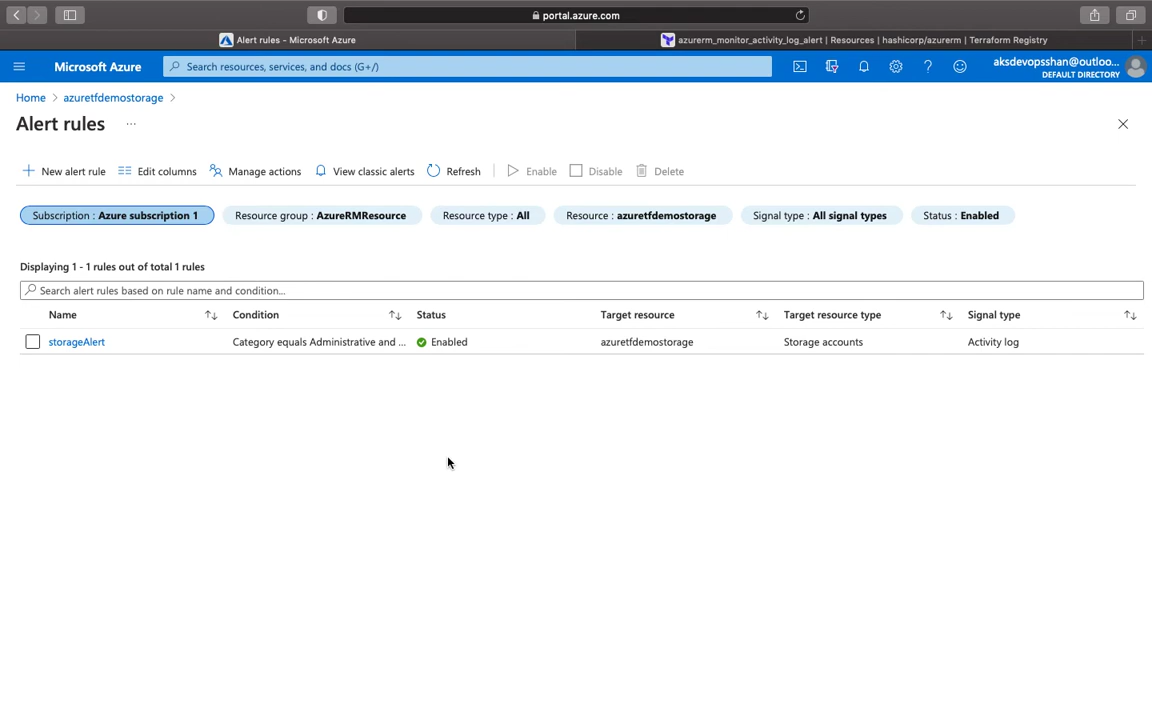 portal.azure.com
Alert rules - Microsoft Azure
azurerm_monitor_activity_log_alert | Resources | hashicorp/azurerm | Terraform Registry
Microsoft Azure
Search resources, services, and docs (G+/)
aksdevopsshan@outloo...
DEFAULT DIRECTORY
Home > azuretfdemostorage >
Alert rules ...
New alert rule Edit columns Manage actions View classic alerts Refresh Enable Disable Delete
Subscription : Azure subscription 1 Resource group : AzureRMResource Resource type : All Resource : azuretfdemostorage Signal type : All signal types Status : Enabled
Displaying 1 - 1 rules out of total 1 rules
Search alert rules based on rule name and condition...
Name Condition Status Target resource Target resource type Signal type
storageAlert Category equals Administrative and ... Enabled azuretfdemostorage Storage accounts Activity log